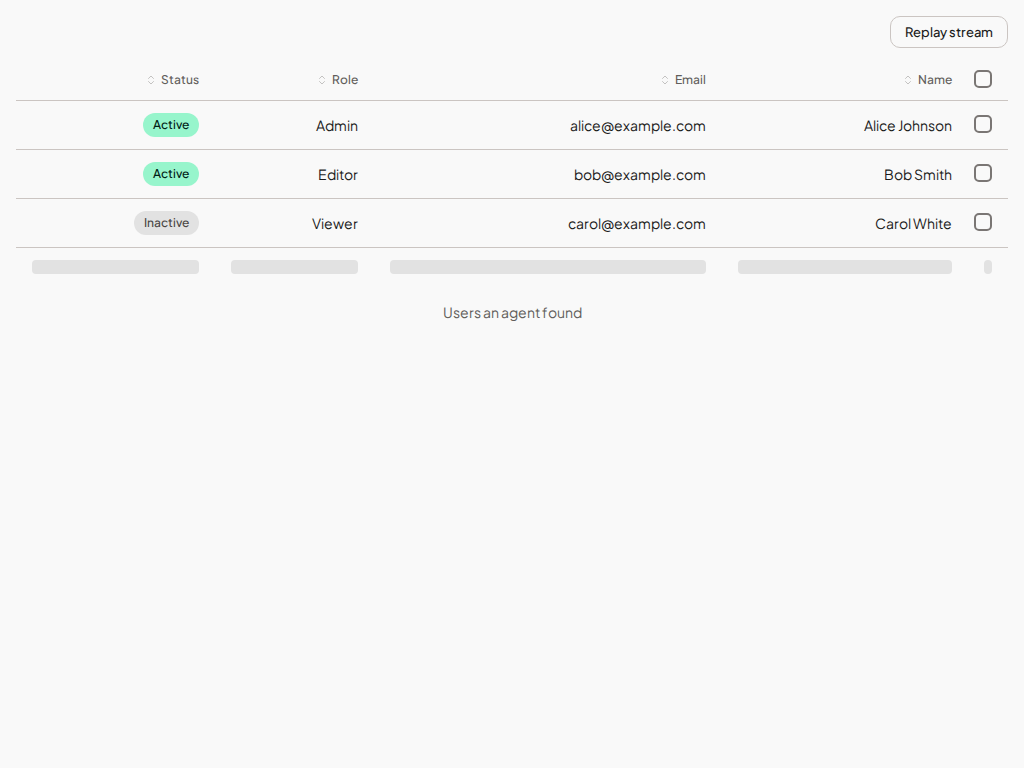 Replay stream
Name Email Role Status
Alice Johnson alice@example.com Admin Active
Bob Smith bob@example.com Editor Active
Carol White carol@example.com Viewer Inactive
Users an agent found